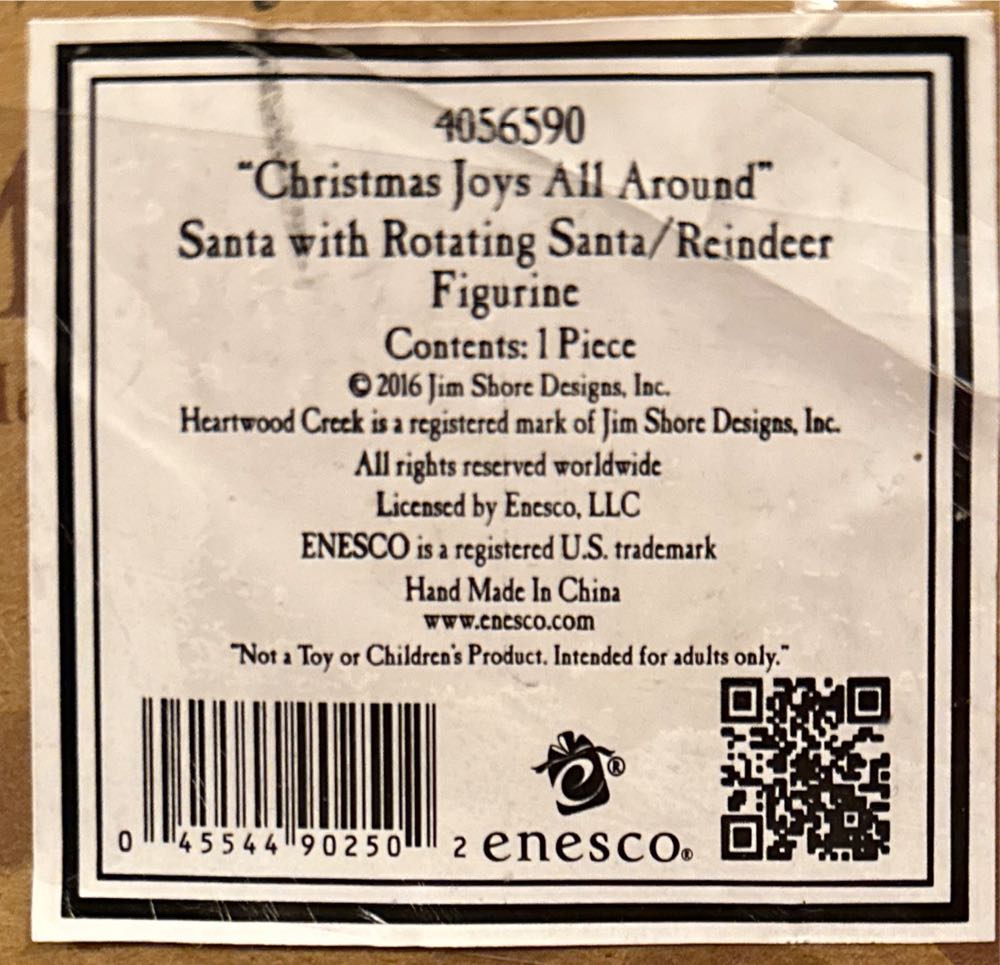 4056590
"Christmas Joys All Around"
Santa with Rotating Santa/Reindeer
Figurine
Contents: 1 Piece
© 2016 Jim Shore Designs, Inc.
Heartwood Creek is a registered mark of Jim Shore Designs, Inc.
All rights reserved worldwide
Licensed by Enesco, LLC
ENESCO is a registered U.S. trademark
Hand Made In China
www.enesco.com
"Not a Toy or Children's Product. Intended for adults only."
0 45544 90250 2
enesco®